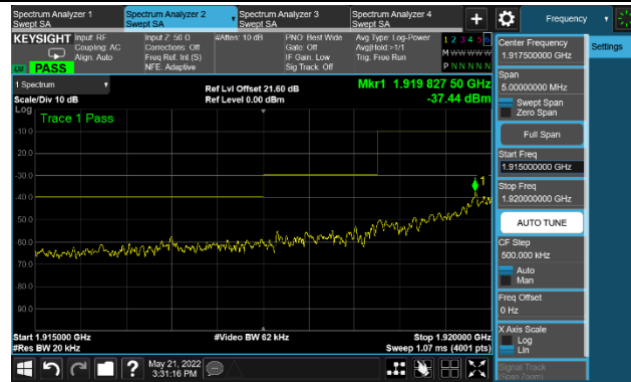 Spectrum Analyzer 1
Swept SA
Spectrum Analyzer 2
Swept SA
Spectrum Analyzer 3
Swept SA
Spectrum Analyzer 4
Swept SA
+
Frequency
KEYSIGHT
LM PASS
Input: RF
Coupling: AC
Align: Auto
Input Z: 50 Ω
Corrections: Off
Freq Ref: Int (S)
NFE: Adaptive
#Atten: 10 dB
PNO: Best Wide
Gate: Off
IF Gain: Low
Sig Track: Off
Avg Type: Log-Power
Avg|Hold:>1/1
Trig: Free Run
1 2 3 4 5
M W W W W W
P N N N N N
1 Spectrum
Scale/Div 10 dB
Ref Lvl Offset 21.60 dB
Ref Level 0.00 dBm
Mkr1 1.919 827 50 GHz
-37.44 dBm
Log
Trace 1 Pass
-10.0
-20.0
-30.0
-40.0
-50.0
-60.0
-70.0
-80.0
-90.0
1
Start 1.915000 GHz
#Res BW 20 kHz
#Video BW 62 kHz
Stop 1.920000 GHz
Sweep 1.07 ms (4001 pts)
May 21, 2022
3:31:16 PM
Center Frequency
1.917500000 GHz
Span
5.00000000 MHz
Swept Span
Zero Span
Full Span
Start Freq
1.915000000 GHz
Stop Freq
1.920000000 GHz
AUTO TUNE
CF Step
500.000 kHz
Auto
Man
Freq Offset
0 Hz
X Axis Scale
Log
Lin
Signal Track
(Span Zoom)
Settings